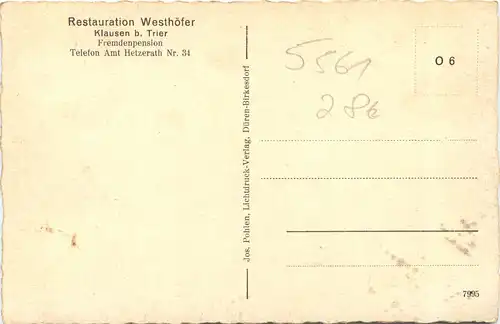 Restauration Westhöfer
Klausen b. Trier
Fremdenpension
Telefon Amt Hetzerath Nr. 34
Jos. Pohlen, Lichtdruck-Verlag, Düren-Birkesdorf
5561
28€
O 6
7995